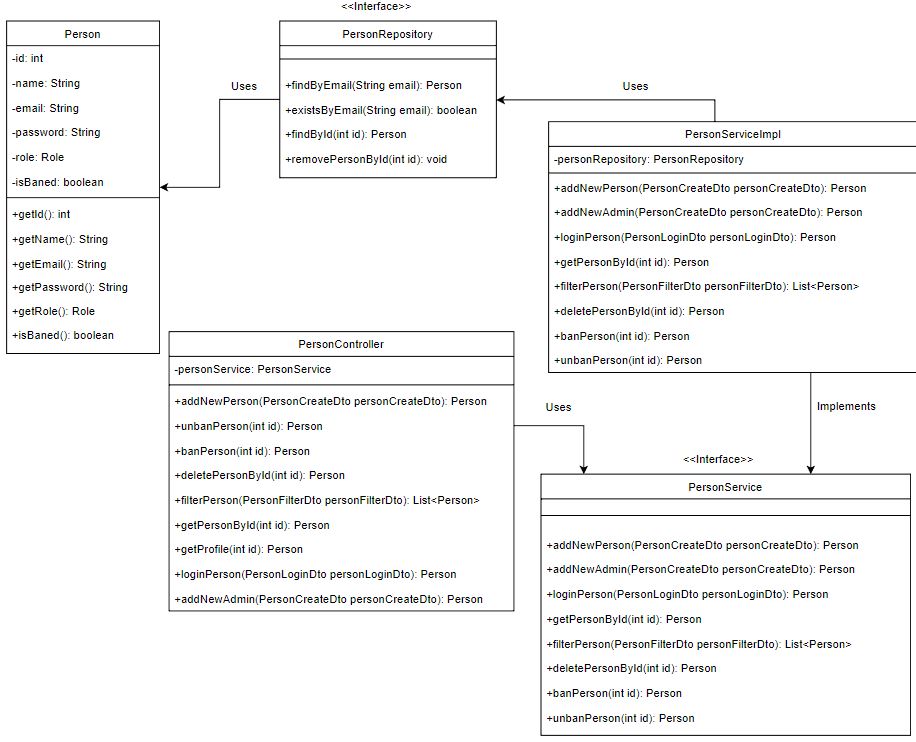 <<Interface>>
Person
-id: int
-name: String
-email: String
-password: String
-role: Role
-isBaned: boolean
+getId(): int
+getName(): String
+getEmail(): String
+getPassword(): String
+getRole(): Role
+isBaned(): boolean
Uses
PersonRepository
+findByEmail(String email): Person
+existsByEmail(String email): boolean
+findById(int id): Person
+removePersonById(int id): void
Uses
PersonServiceImpl
-personRepository: PersonRepository
+addNewPerson(PersonCreateDto personCreateDto): Person
+addNewAdmin(PersonCreateDto personCreateDto): Person
+loginPerson(PersonLoginDto personLoginDto): Person
+getPersonById(int id): Person
+filterPerson(PersonFilterDto personFilterDto): List<Person>
+deletePersonById(int id): Person
+banPerson(int id): Person
+unbanPerson(int id): Person
PersonController
-personService: PersonService
+addNewPerson(PersonCreateDto personCreateDto): Person
+unbanPerson(int id): Person
+banPerson(int id): Person
+deletePersonById(int id): Person
+filterPerson(PersonFilterDto personFilterDto): List<Person>
+getPersonById(int id): Person
+getProfile(int id): Person
+loginPerson(PersonLoginDto personLoginDto): Person
+addNewAdmin(PersonCreateDto personCreateDto): Person
Uses
Implements
<<Interface>>
PersonService
+addNewPerson(PersonCreateDto personCreateDto): Person
+addNewAdmin(PersonCreateDto personCreateDto): Person
+loginPerson(PersonLoginDto personLoginDto): Person
+getPersonById(int id): Person
+filterPerson(PersonFilterDto personFilterDto): List<Person>
+deletePersonById(int id): Person
+banPerson(int id): Person
+unbanPerson(int id): Person